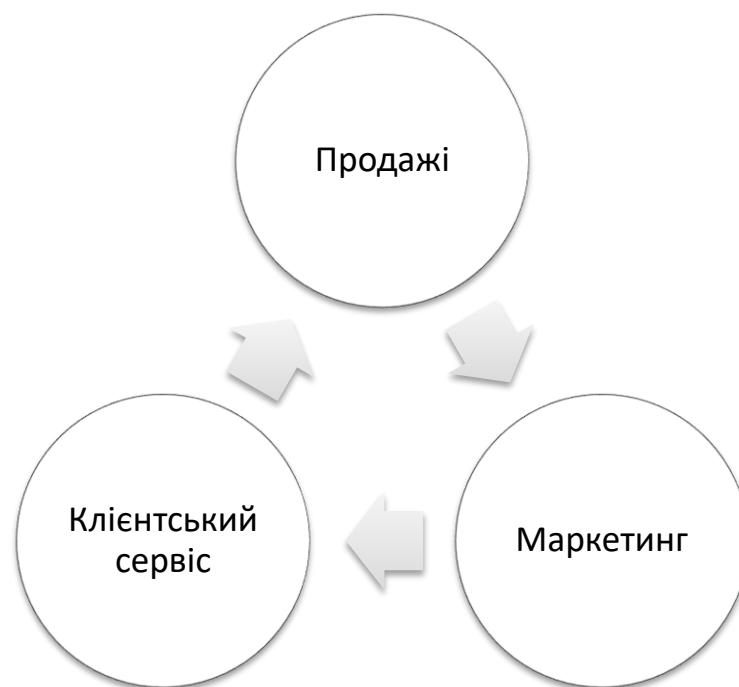 Продажі
Клієнтський
сервіс
Маркетинг